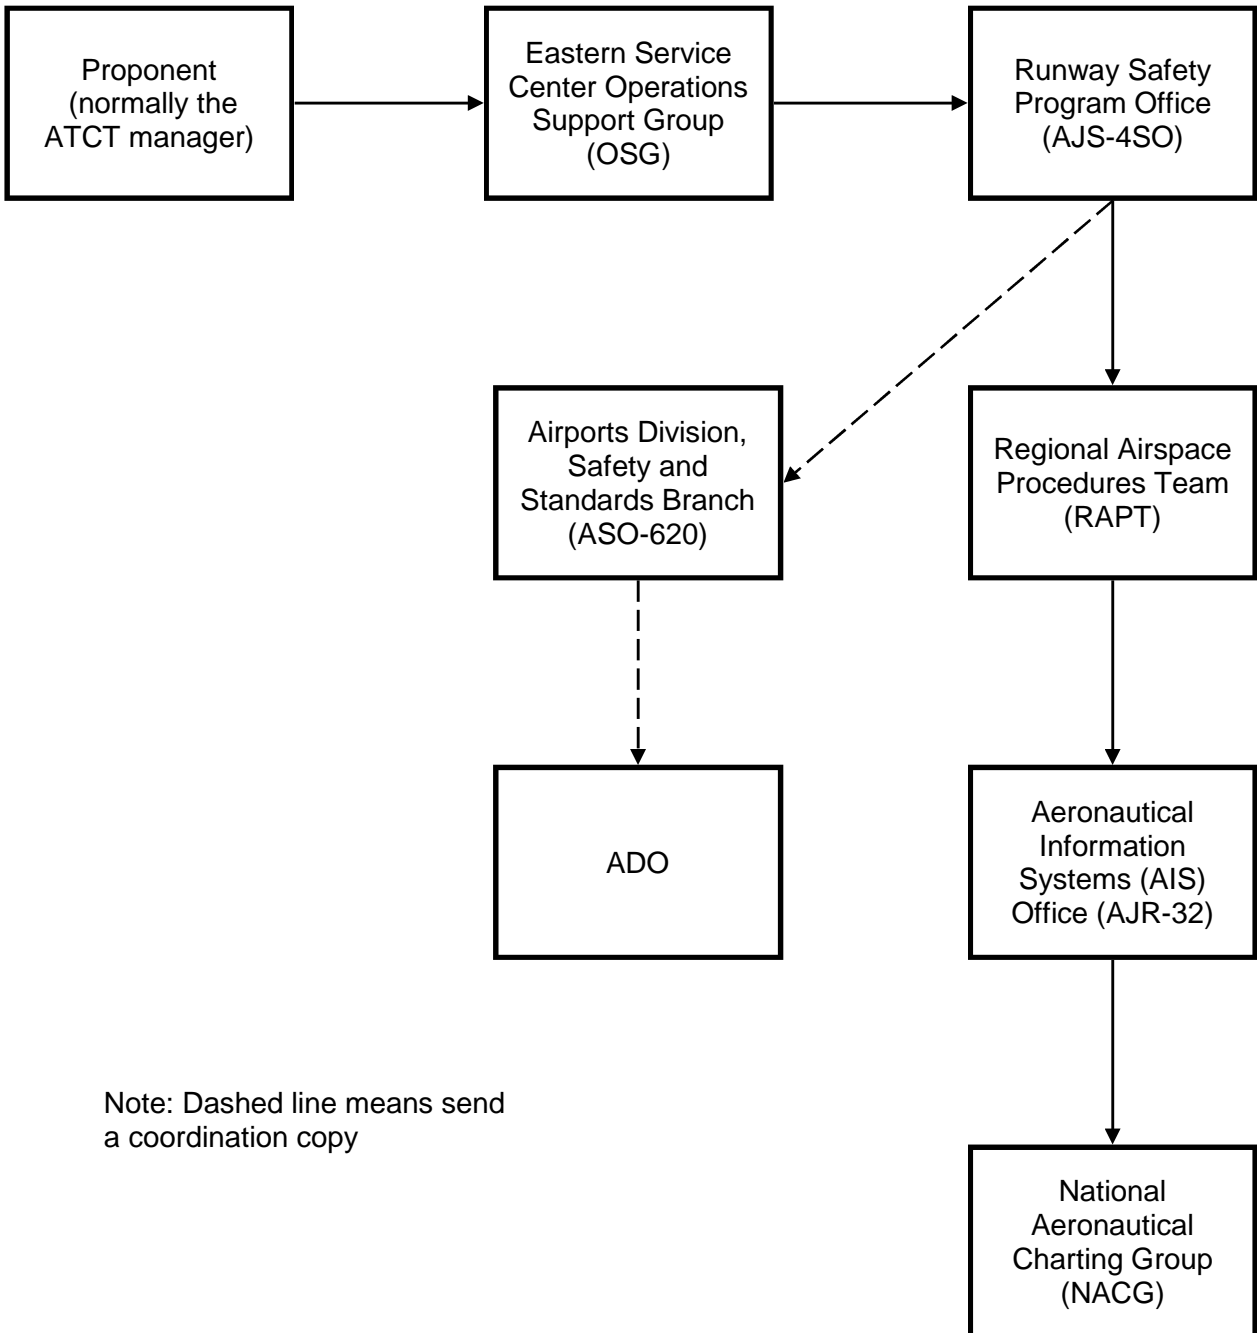 Proponent
(normally the
ATCT manager)
Eastern Service
Center Operations
Support Group
(OSG)
Runway Safety
Program Office
(AJS-4SO)
Airports Division,
Safety and
Standards Branch
(ASO-620)
Regional Airspace
Procedures Team
(RAPT)
ADO
Aeronautical
Information
Systems (AIS)
Office (AJR-32)
Note: Dashed line means send
a coordination copy
National
Aeronautical
Charting Group
(NACG)